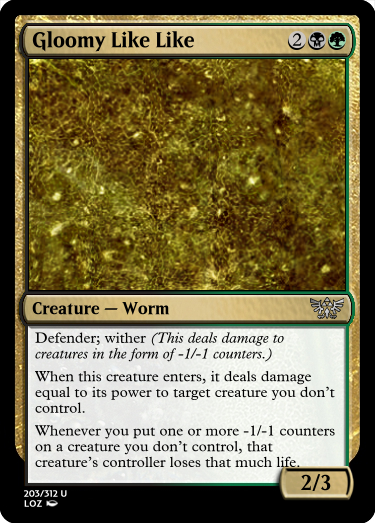 Gloomy Like Like 2
Creature — Worm
Defender; wither (This deals damage to
creatures in the form of -1/-1 counters.)
When this creature enters, it deals damage
equal to its power to target creature you don’t
control.
Whenever you put one or more -1/-1 counters
on a creature you don’t control, that
creature’s controller loses that much life.
2/3
203/312 U
LOZ